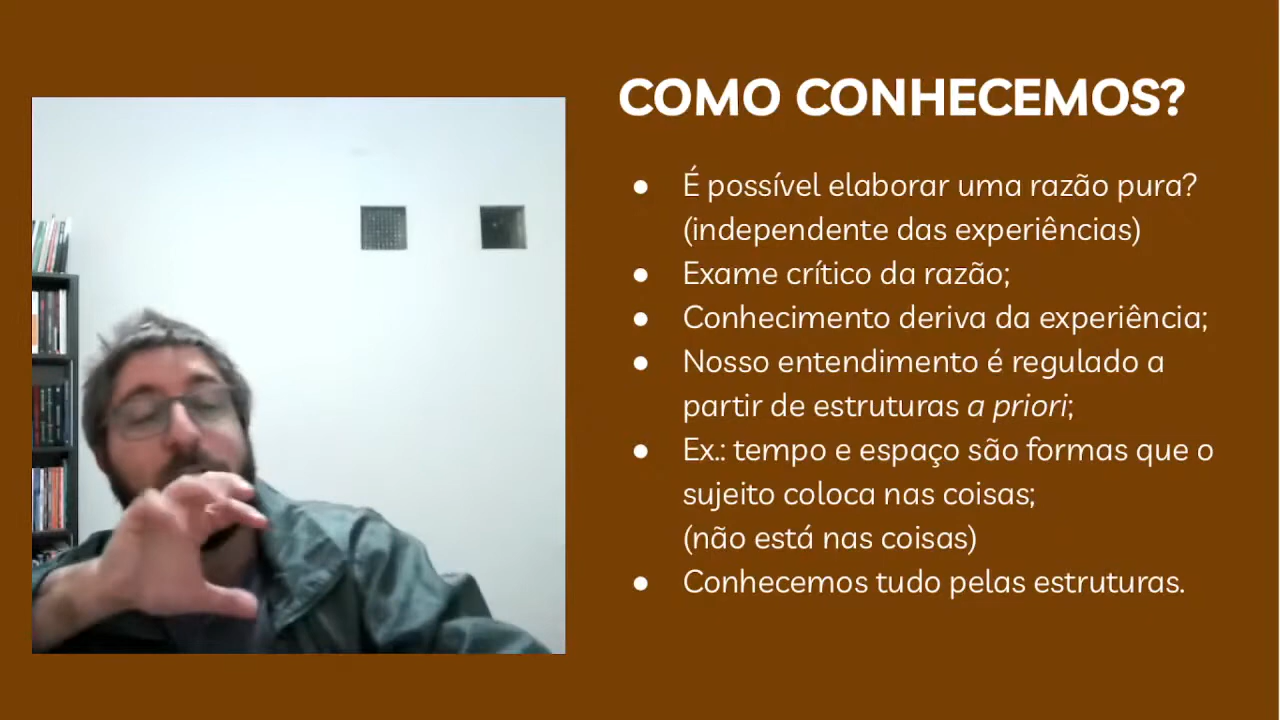 COMO CONHECEMOS?
● É possível elaborar uma razão pura?
(independente das experiências)
● Exame crítico da razão;
● Conhecimento deriva da experiência;
● Nosso entendimento é regulado a
partir de estruturas a priori;
● Ex.: tempo e espaço são formas que o
sujeito coloca nas coisas;
(não está nas coisas)
● Conhecemos tudo pelas estruturas.